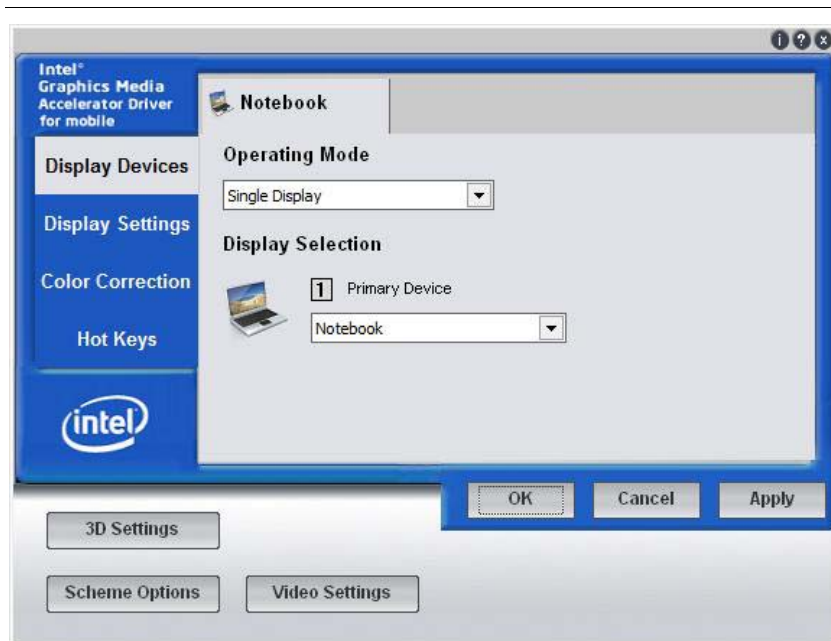 Intel®
Graphics Media
Accelerator Driver
for mobile
Notebook
Display Devices
Display Settings
Color Correction
Hot Keys
intel
Operating Mode
Single Display
Display Selection
1 Primary Device
Notebook
OK Cancel Apply
3D Settings
Scheme Options Video Settings